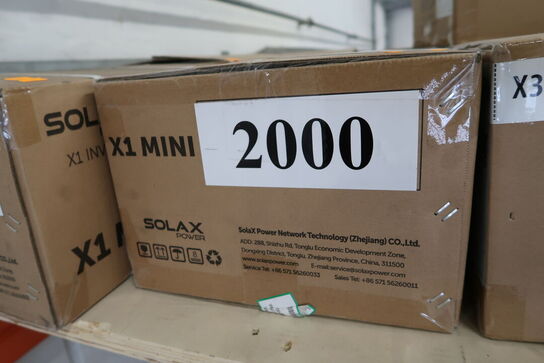 SOL
X1 INV
X1 M
X1 MINI
2000
SOLAX
POWER
SolaX Power Network Technology (Zhejiang) CO.,Ltd.
ADD: 288, Shizhu Rd, Tonglu Economic Development Zone,
Dongxing District, Tonglu, Zhejiang Province, China, 311500
www.solaxpower.com E-mail:service@solaxpower.com
Service Tel: +86 571 56260033 Sales Tel: +86 571 56260011
X3